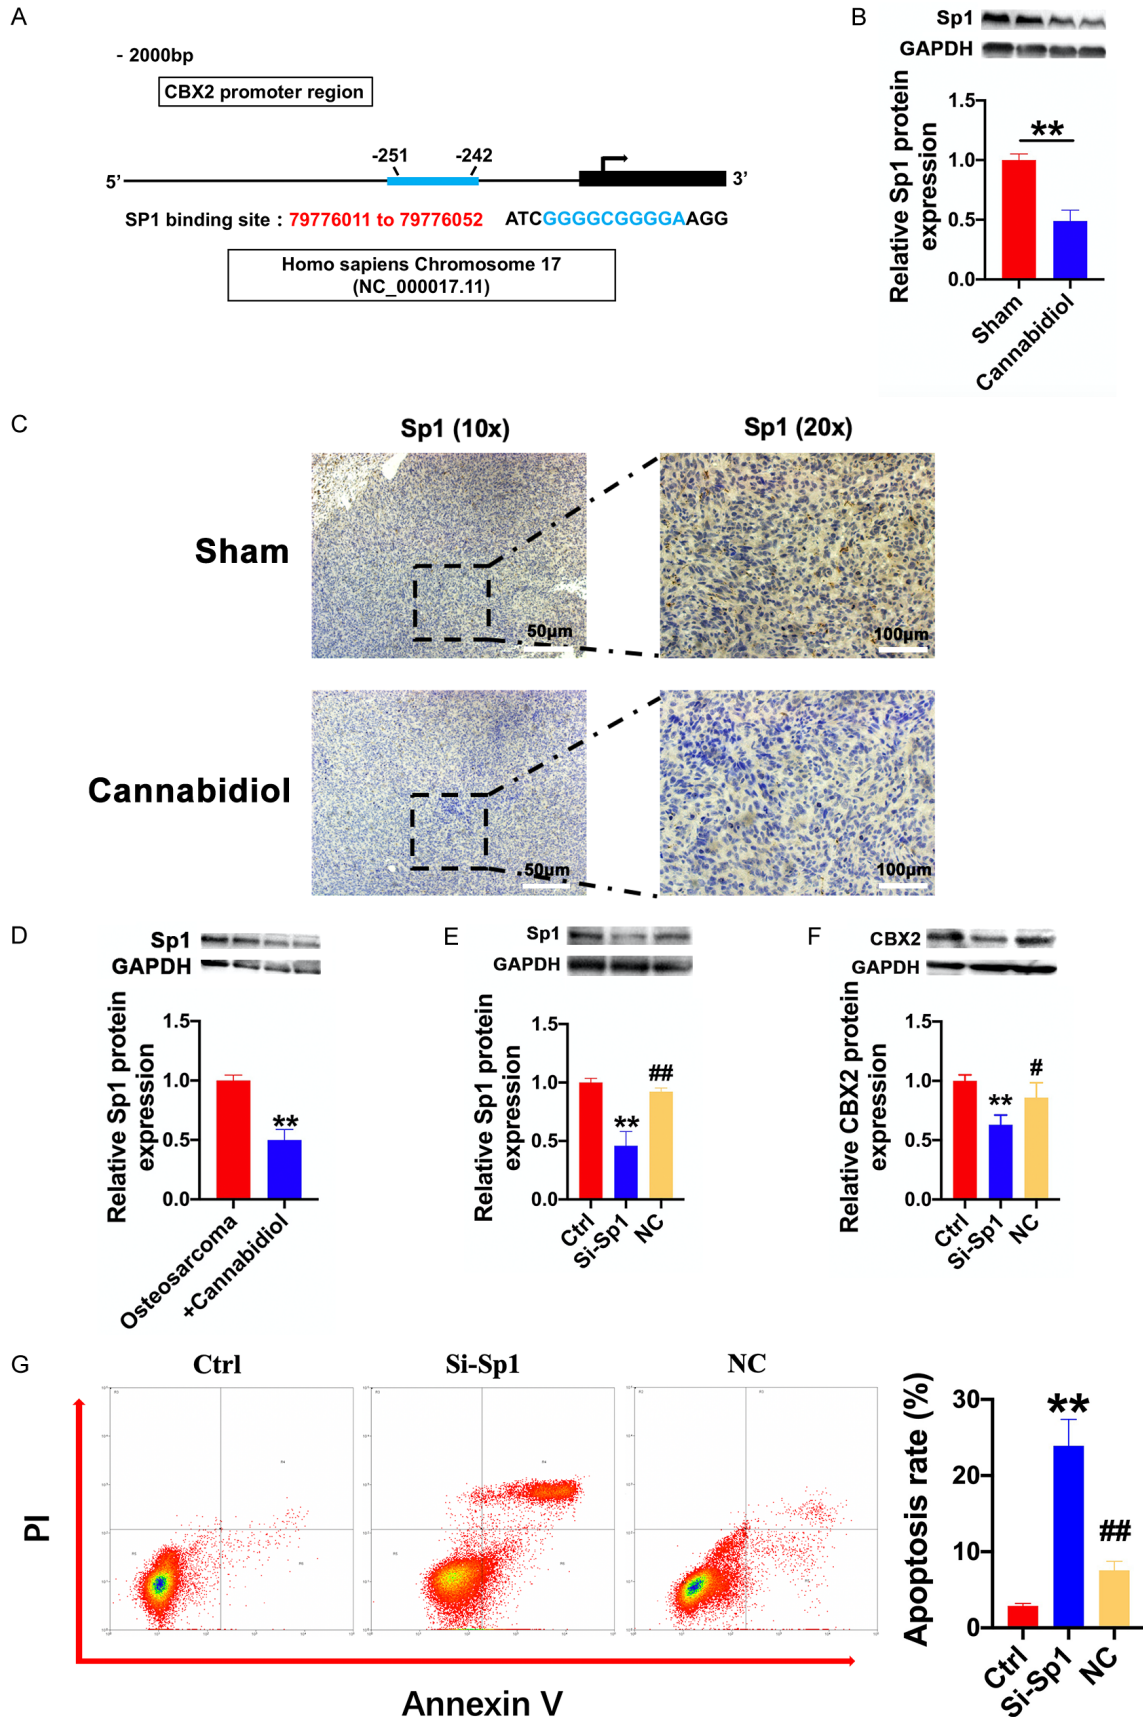 A
- 2000bp
CBX2 promoter region
-251
-242
5'
3'
SP1 binding site : 79776011 to 79776052
ATCGGGGCGGGGAAGG
Homo sapiens Chromosome 17
(NC_000017.11)
B
Sp1
GAPDH
Relative Sp1 protein
expression
1.5
1.0
0.5
0.0
**
Sham
Cannabidiol
C
Sp1 (10x)
Sp1 (20x)
Sham
50μm
100μm
Cannabidiol
50μm
100μm
D
Sp1
GAPDH
Relative Sp1 protein
expression
1.5
1.0
0.5
0.0
**
Osteosarcoma
+Cannabidiol
E
Sp1
GAPDH
Relative Sp1 protein
expression
1.5
1.0
0.5
0.0
**
##
Ctrl
Si-Sp1
NC
F
CBX2
GAPDH
Relative CBX2 protein
expression
1.5
1.0
0.5
0.0
**
#
Ctrl
Si-Sp1
NC
G
Ctrl
Si-Sp1
NC
PI
Annexin V
Apoptosis rate (%)
30
20
10
0
**
##
Ctrl
Si-Sp1
NC